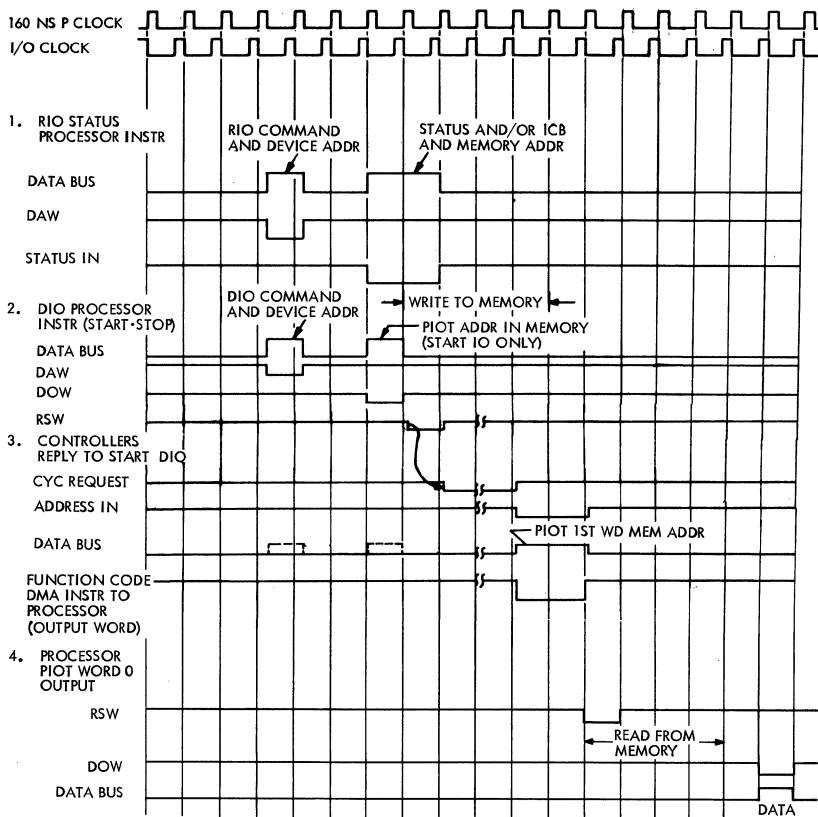 160 NS P CLOCK
I/O CLOCK
1. RIO STATUS
PROCESSOR INSTR
RIO COMMAND
AND DEVICE ADDR
STATUS AND/OR ICB
AND MEMORY ADDR
DATA BUS
DAW
STATUS IN
2. DIO PROCESSOR
INSTR (START-STOP)
DIO COMMAND
AND DEVICE ADDR
WRITE TO MEMORY
PIOT ADDR IN MEMORY
(START IO ONLY)
DATA BUS
DAW
DOW
RSW
3. CONTROLLERS
REPLY TO START DIO
CYC REQUEST
ADDRESS IN
DATA BUS
PIOT 1ST WD MEM ADDR
FUNCTION CODE
DMA INSTR TO
PROCESSOR
(OUTPUT WORD)
4. PROCESSOR
PIOT WORD 0
OUTPUT
RSW
READ FROM
MEMORY
DOW
DATA BUS
DATA